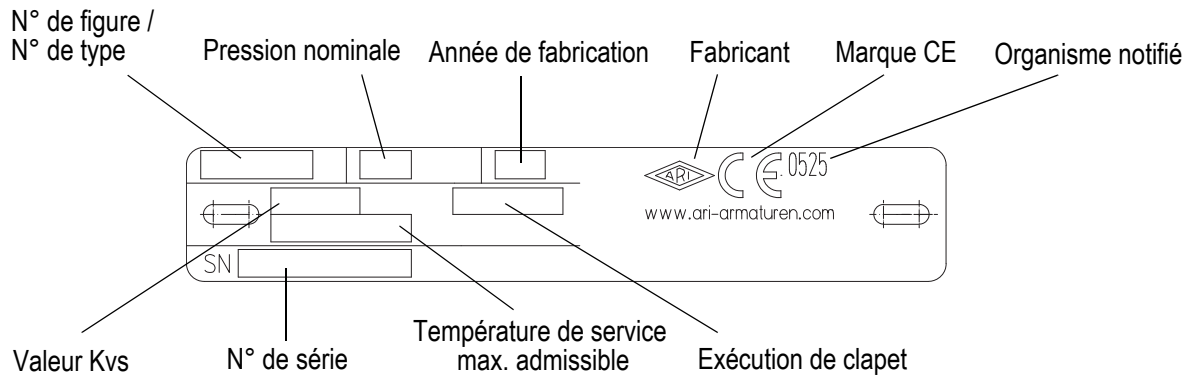 N° de figure /
N° de type
Pression nominale
Année de fabrication
Fabricant
Marque CE
Organisme notifié
ARI
CE 0525
www.ari-armaturen.com
SN
Valeur Kvs
N° de série
Température de service
max. admissible
Exécution de clapet